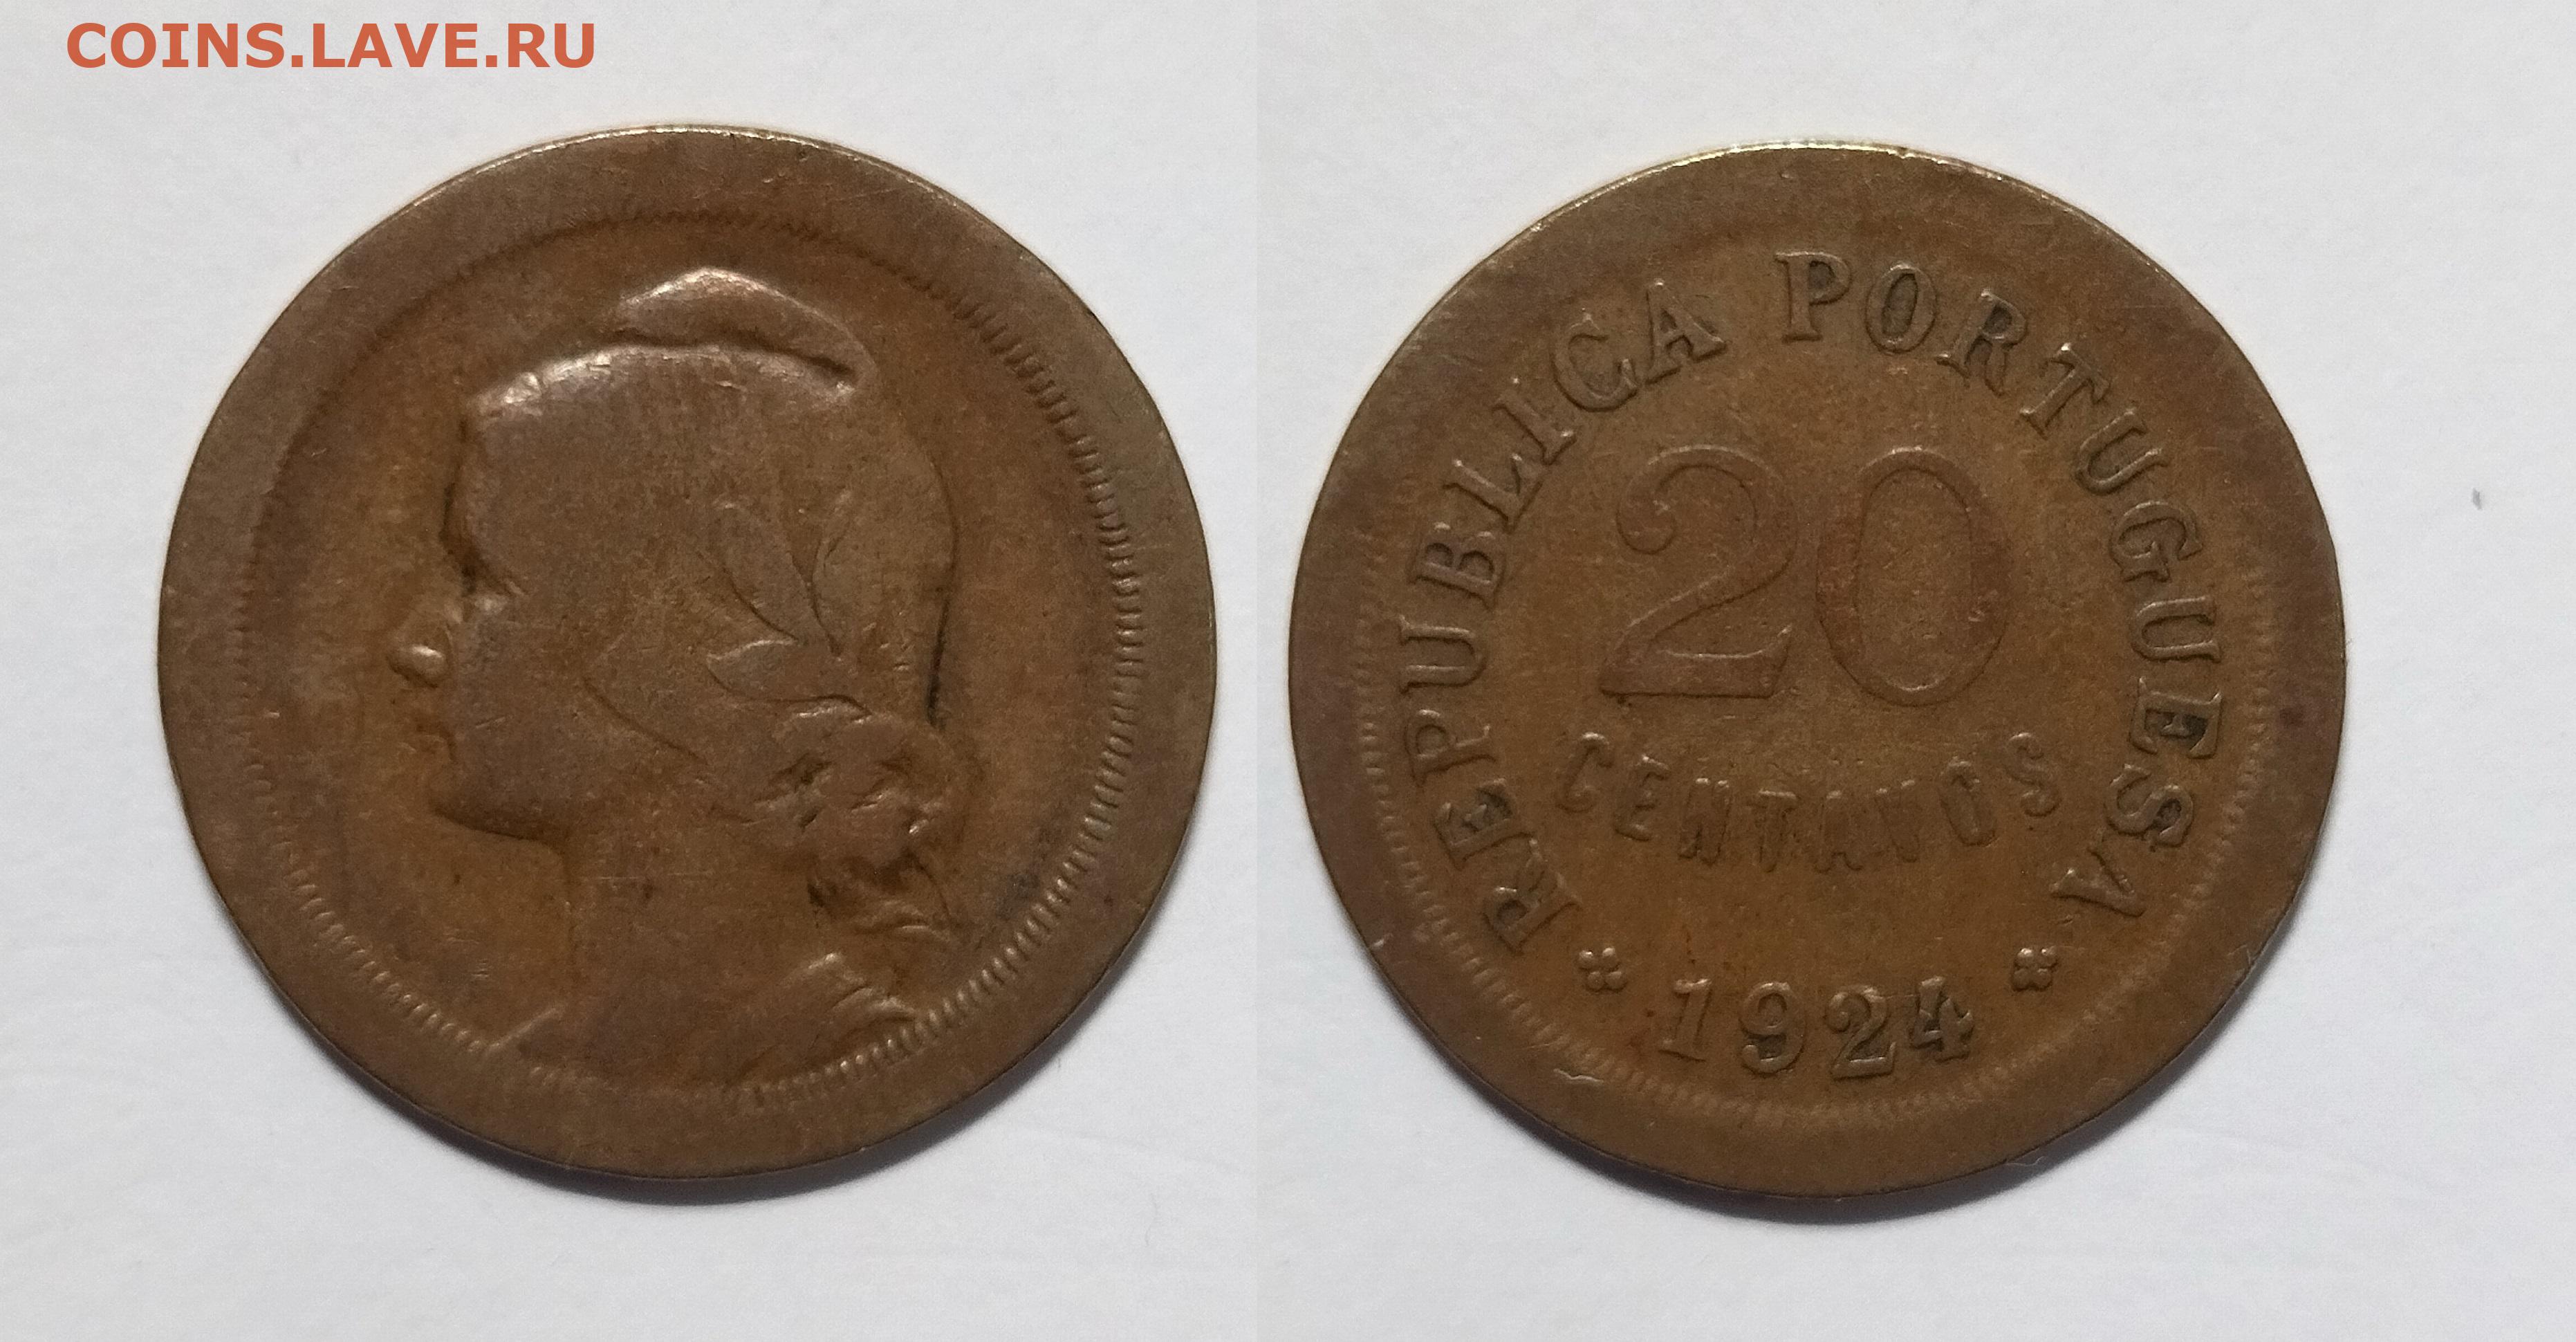 COINS.LAVE.RU
REPUBLICA PORTUGUESA
20
CENTAVOS
1924